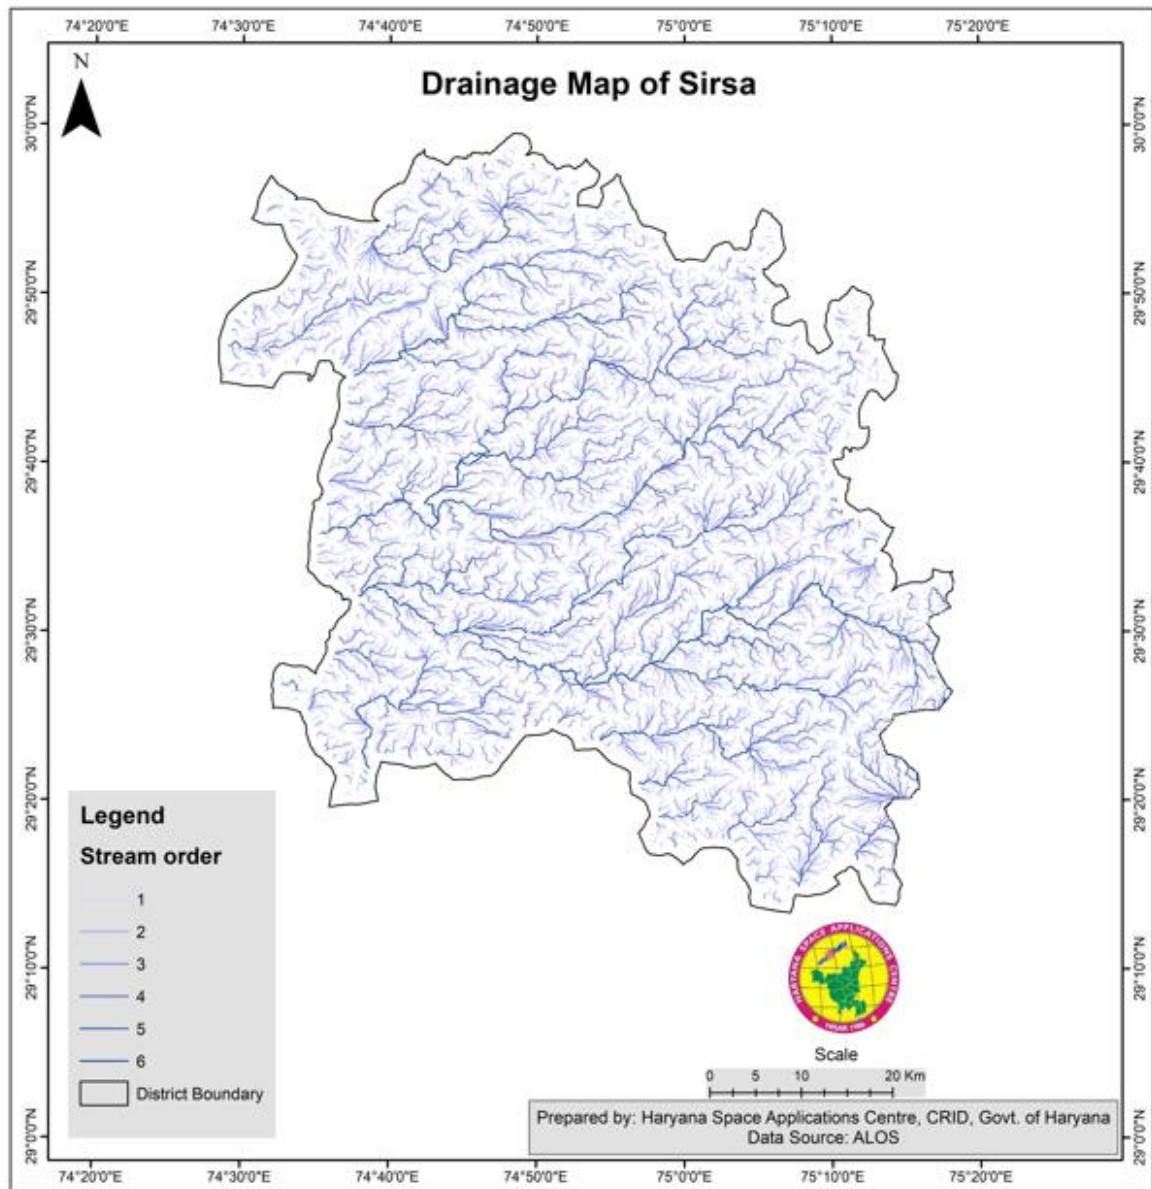 74°20'0"E 74°30'0"E 74°40'0"E 74°50'0"E 75°0'0"E 75°10'0"E 75°20'0"E
N
Drainage Map of Sirsa
30°0'0"N 30°0'0"N
29°50'0"N 29°50'0"N
29°40'0"N 29°40'0"N
29°30'0"N 29°30'0"N
29°20'0"N 29°20'0"N
29°10'0"N 29°10'0"N
29°0'0"N 29°0'0"N
Legend
Stream order
1
2
3
4
5
6
District Boundary
HARYANA SPACE APPLICATIONS CENTRE
Scale
0 5 10 20 Km
Prepared by: Haryana Space Applications Centre, CRID, Govt. of Haryana
Data Source: ALOS
74°20'0"E 74°30'0"E 74°40'0"E 74°50'0"E 75°0'0"E 75°10'0"E 75°20'0"E